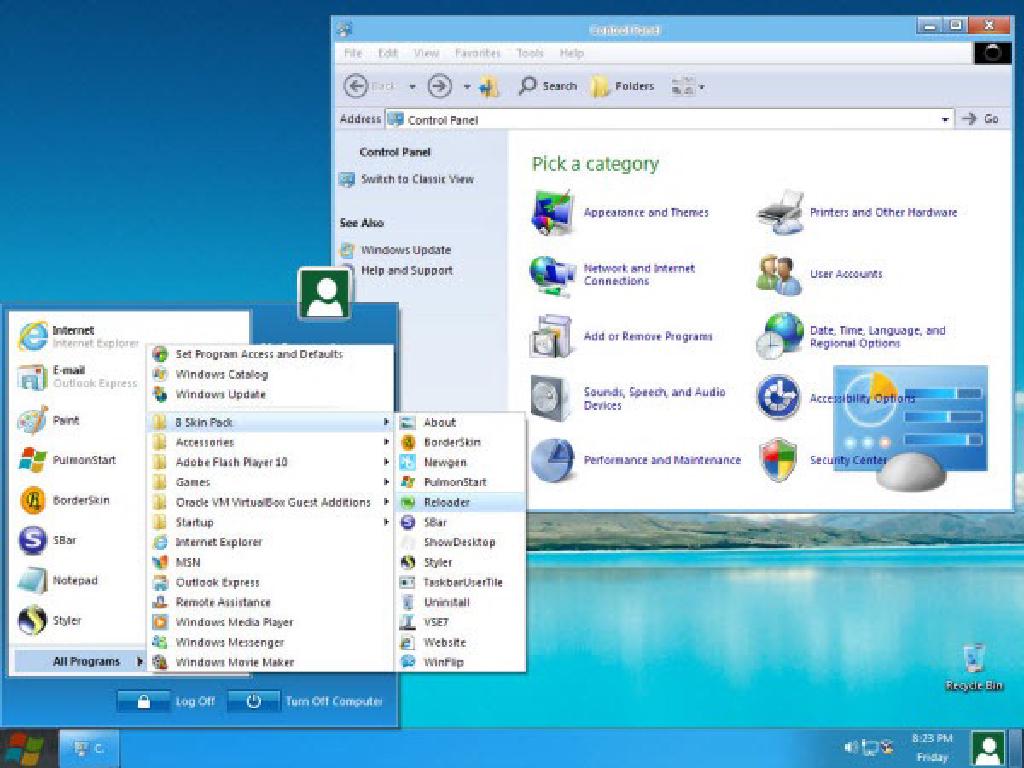 Control Panel
File Edit View Favorites Tools Help
Back Search Folders
Address Control Panel Go
Control Panel
Switch to Classic View
See Also
Windows Update
Help and Support
Pick a category
Appearance and Themes
Printers and Other Hardware
Network and Internet
Connections
User Accounts
Add or Remove Programs
Date, Time, Language, and
Regional Options
Sounds, Speech, and Audio
Devices
Accessibility Options
Performance and Maintenance
Security Center
Internet
Internet Explorer
E-mail
Outlook Express
Paint
PulmonStart
BorderSkin
SBar
Notepad
Styler
All Programs
Log Off
Turn Off Computer
Set Program Access and Defaults
Windows Catalog
Windows Update
8 Skin Pack
Accessories
Adobe Flash Player 10
Games
Oracle VM VirtualBox Guest Additions
Startup
Internet Explorer
MSN
Outlook Express
Remote Assistance
Windows Media Player
Windows Messenger
Windows Movie Maker
About
BorderSkin
Newgen
PulmonStart
Reloader
SBar
ShowDesktop
Styler
TaskbarUserTile
Uninstall
VSE7
Website
WinFlip
Recycle Bin
C.
8:23 PM
Friday